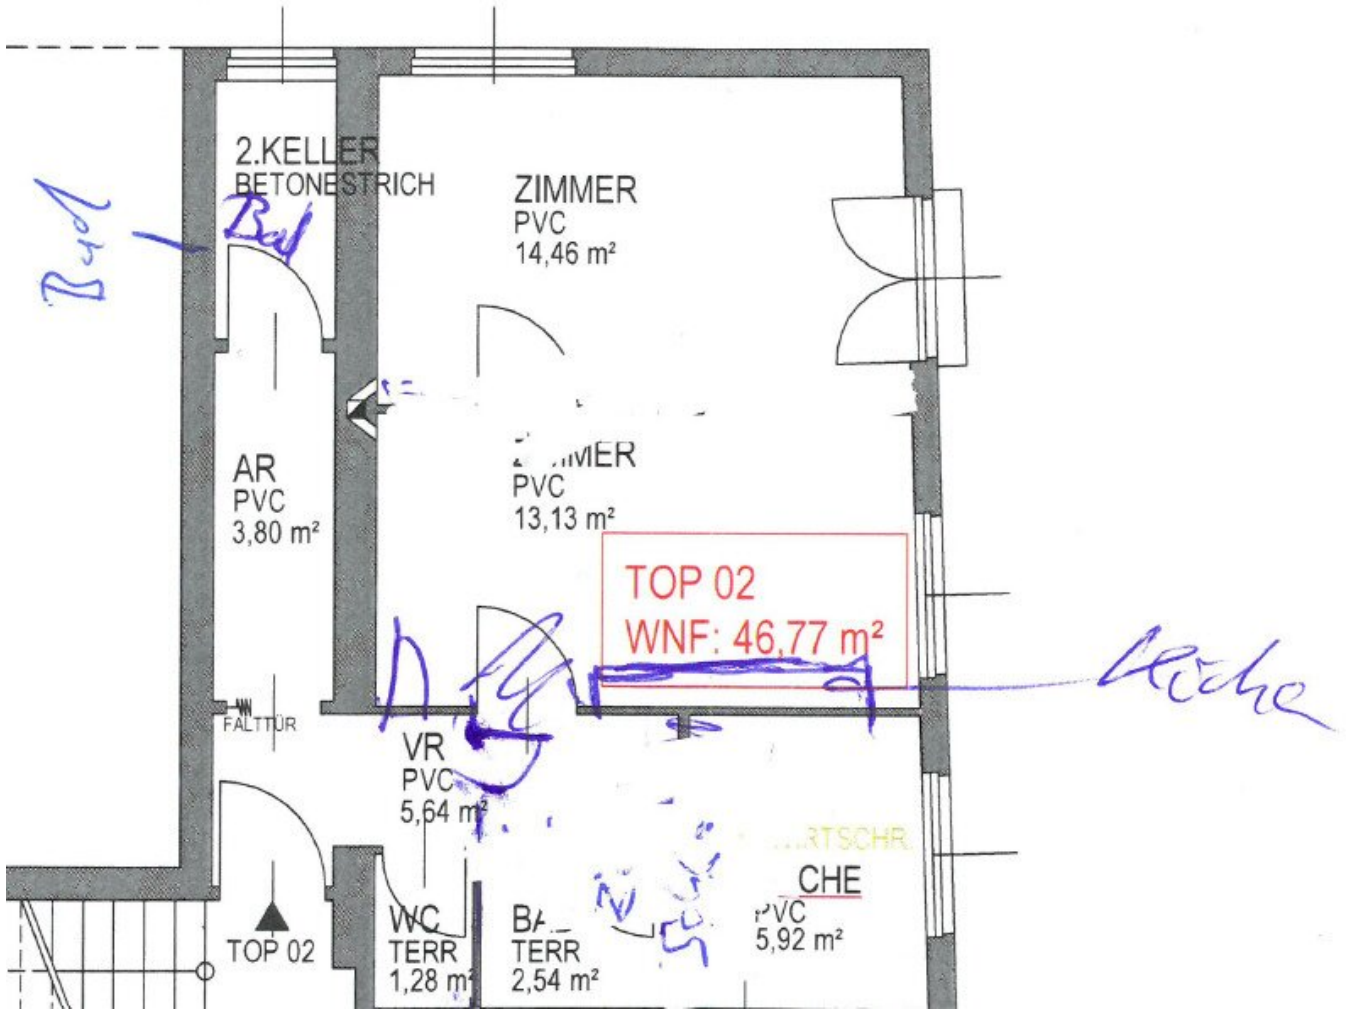 2.KELLER
BETONESTRICH
Bad
Bad
ZIMMER
PVC
14,46 m²
AR
PVC
3,80 m²
PVC
13,13 m²
TOP 02
WNF: 46,77 m²
Küche
FALTTÜR
VR
PVC
5,64 m²
RTSCHR.
CHE
PVC
5,92 m²
WC
TERR
1,28 m²
BA
TERR
2,54 m²
TOP 02